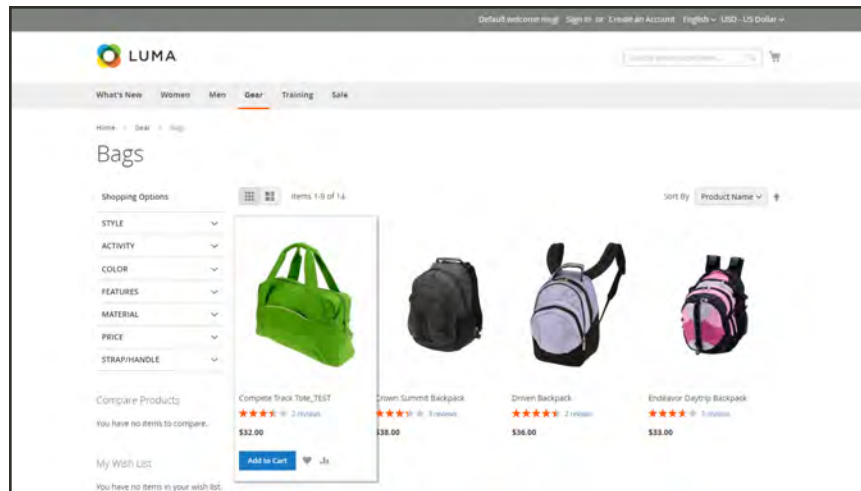 Default welcome msg! Sign In or Create an Account English USD - US Dollar
LUMA
What's New Women Men Gear Training Sale
Home Gear Bags
Bags
Shopping Options
Items 1-9 of 14
Sort By Product Name
STYLE
ACTIVITY
COLOR
FEATURES
MATERIAL
PRICE
STRAP/HANDLE
Compete Track Tote_TEST
2 reviews
$32.00
Add to Cart
Crown Summit Backpack
3 reviews
$38.00
Driven Backpack
2 reviews
$36.00
Endeavor Daytrip Backpack
3 reviews
$33.00
Compare Products
You have no items to compare.
My Wish List
You have no items in your wish list.